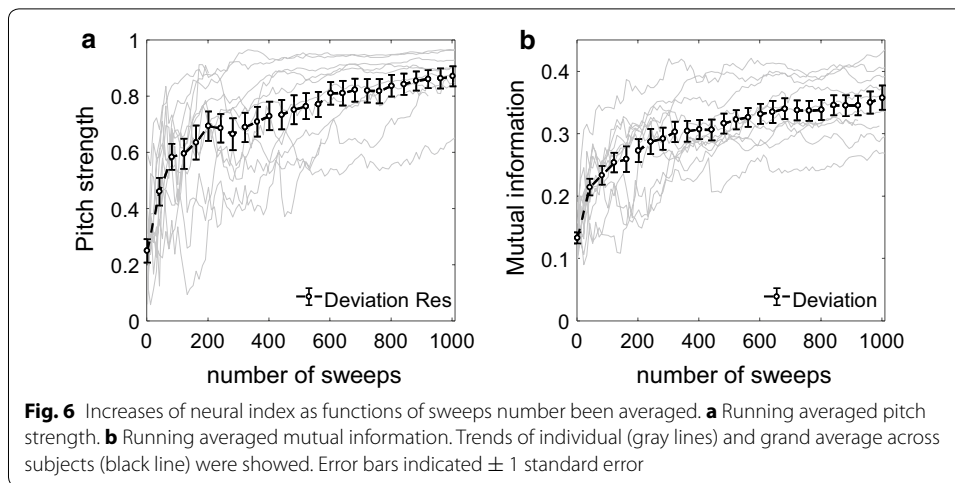 a
b
1
0.8
0.6
0.4
0.2
0
Pitch strength
Deviation Res
0 200 400 600 800 1000
number of sweeps
0.4
0.3
0.2
0.1
0
Mutual information
Deviation
0 200 400 600 800 1000
number of sweeps
Fig. 6 Increases of neural index as functions of sweeps number been averaged. a Running averaged pitch
strength. b Running averaged mutual information. Trends of individual (gray lines) and grand average across
subjects (black line) were showed. Error bars indicated ± 1 standard error